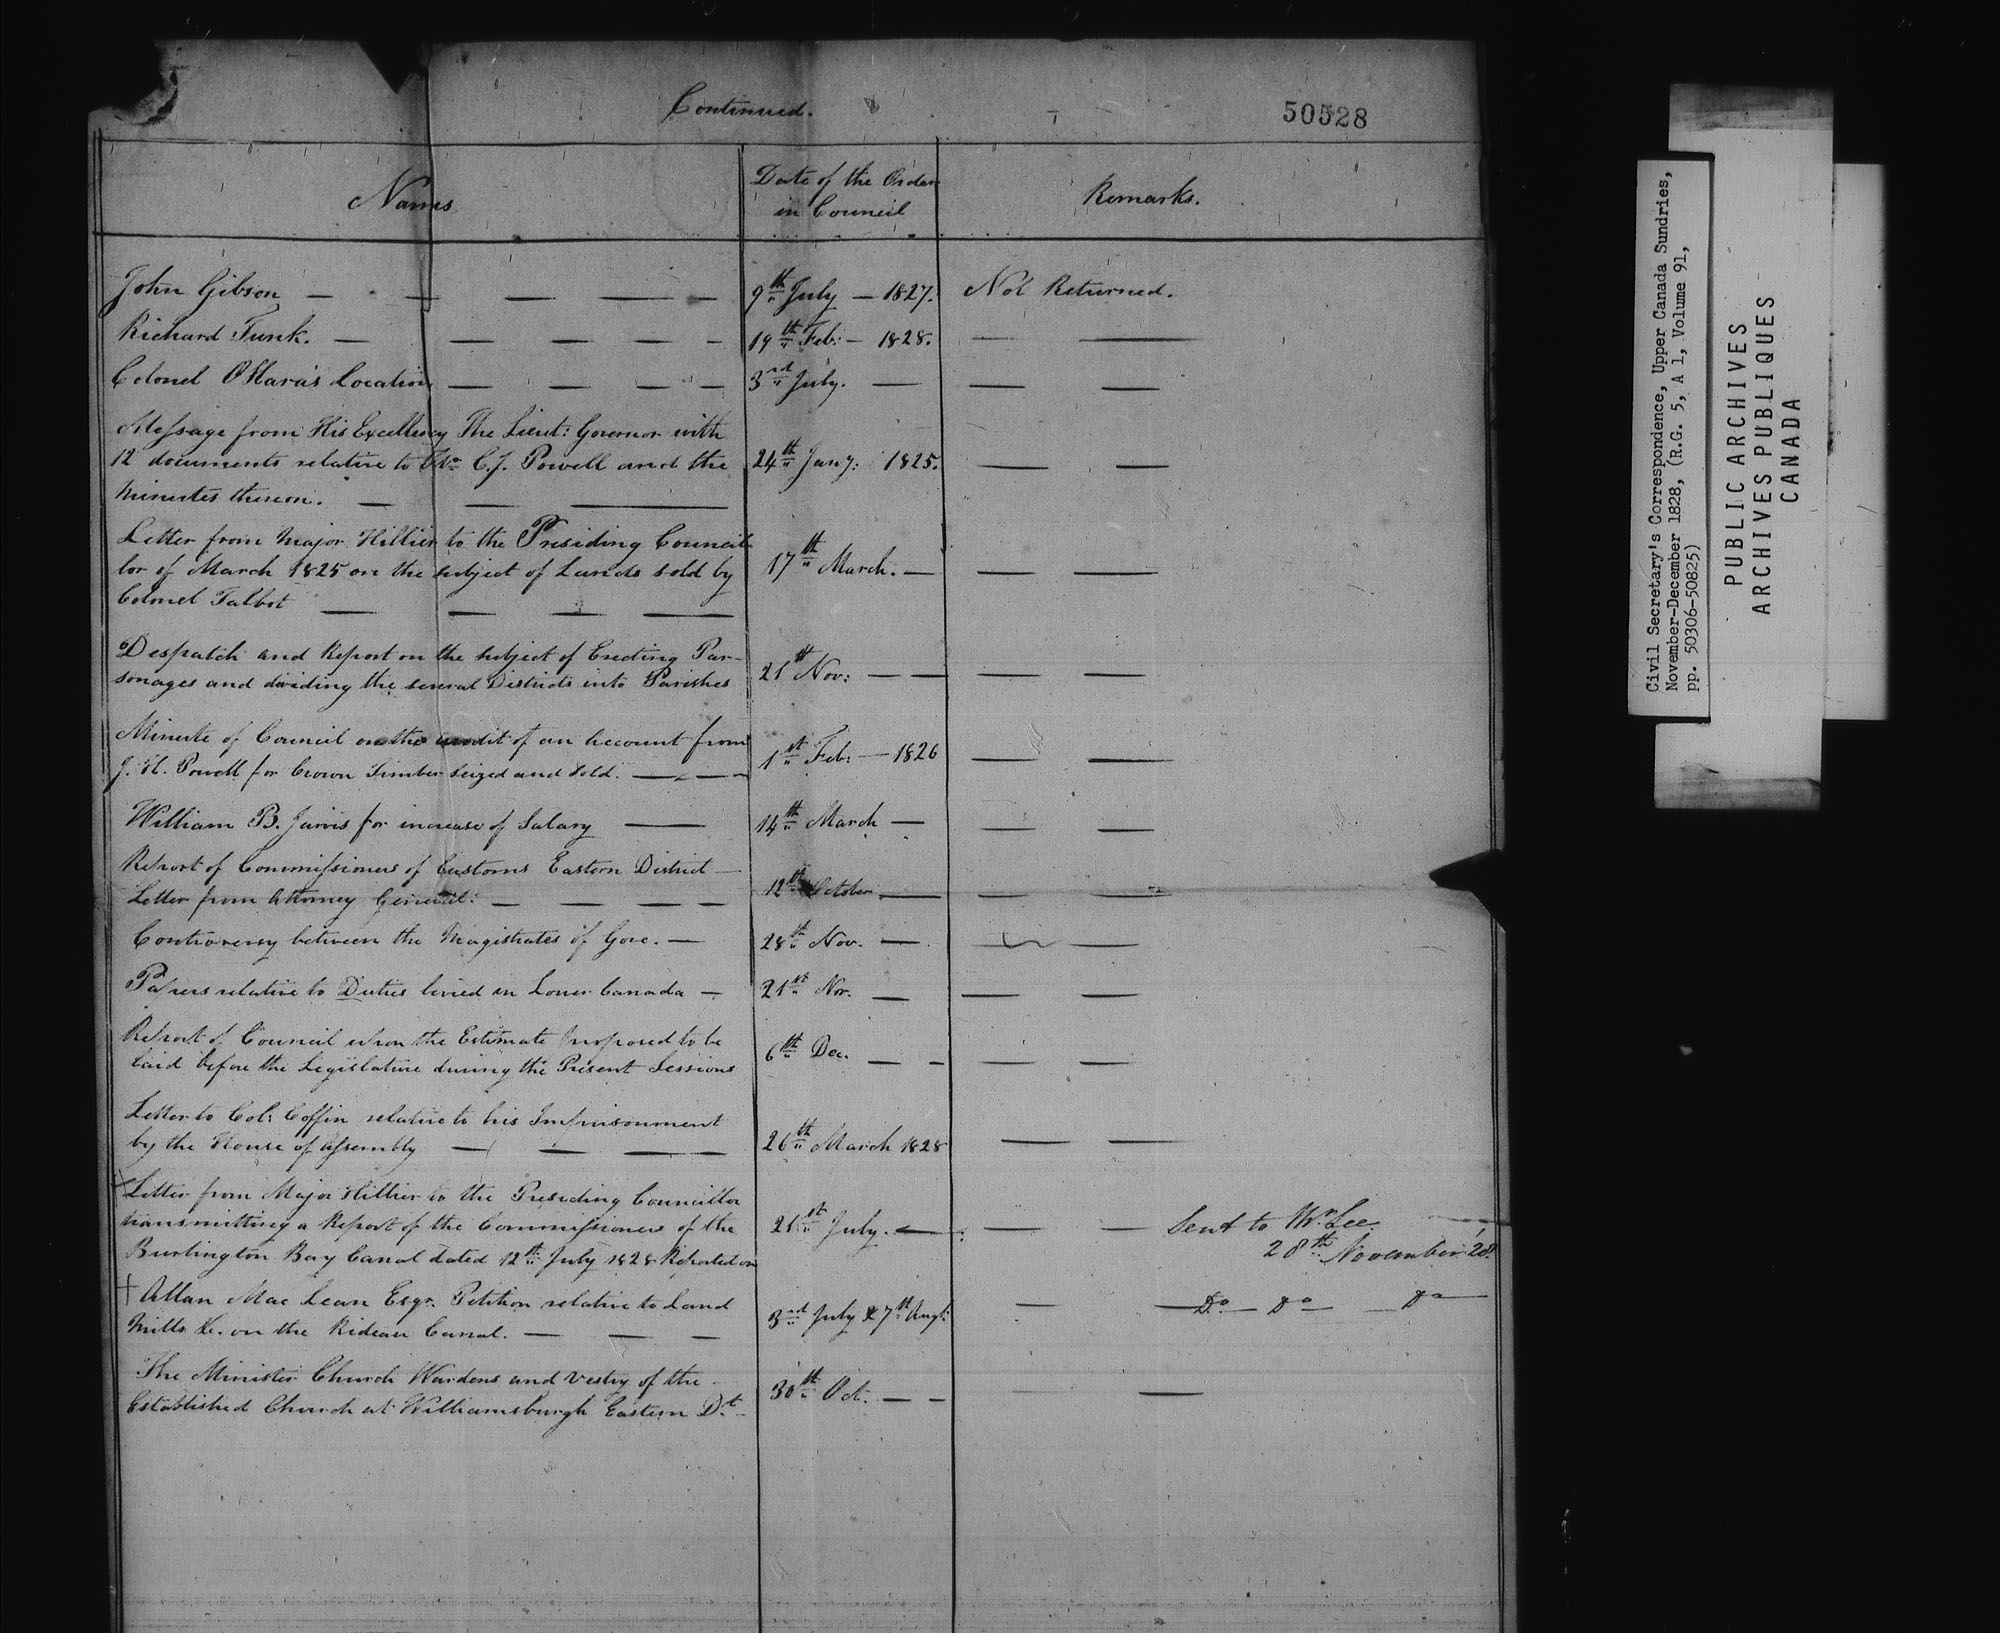 Continued.
50528
Names
Date of the Order
in Council
Remarks.
John Gibson — — — — — 9th July — 1827. Not Returned.
Richard Funk. — — — — — 19th Feb: — 1828. — —
Colonel O'Hara's Location — — — — 3rd July. — — —
Message from His Excellency The Lieut: Governor with
12 documents relative to Mr. C.J. Powell and the 24th Jany: 1825. — —
Minutes thereon. — — —
Letter from Major Hillier to the Presiding Council-
lor of March 1825 on the subject of Lands sold by 17th March. — — —
Colonel Talbot — — — —
Despatch and Report on the subject of Erecting Par-
sonages and dividing the several Districts into Parishes 21st Nov: — — — —
Minute of Council on the audit of an Account from
J. H. Powell for Crown Timber seized and sold. — — — 1st Feb: — 1826 — —
William B. Jarvis for increase of Salary — 14th March — — —
Report of Commissioners of Customs Eastern District —
Letter from Attorney General: — — — — 12th October — — —
Controversy between the Magistrates of Gore. — 28th Nov. — — —
Papers relative to Duties levied in Lower Canada — 21st Nov. — — —
Report of Council upon the Estimate proposed to be
laid before the Legislature during the Present Sessions 6th Dec. — — — —
Letter to Col: Coffin relative to his Imprisonment
by the House of Assembly — — — 26th March 1828 — —
Letter from Major Hillier to the Presiding Councillor
transmitting a Report of the Commissioners of the 21st July. — — — Sent to Mr. Lee.
Burlington Bay Canal dated 12th July 1828 Reported on 28th November '28.
† Allan Mac Lean Esqr. Petition relative to Land
Mills &c. on the Rideau Canal. — — — 3rd July & 7th Augt: — — Do — Do — Do —
The Minister Church Wardens and Vestry of the
Established Church at Williamsburgh Eastern Dt. 30th Oct. — — — —
Civil Secretary's Correspondence, Upper Canada Sundries,
November-December 1828, (R.G. 5, A 1, Volume 91,
pp. 50306-50825)
PUBLIC ARCHIVES
ARCHIVES PUBLIQUES
CANADA